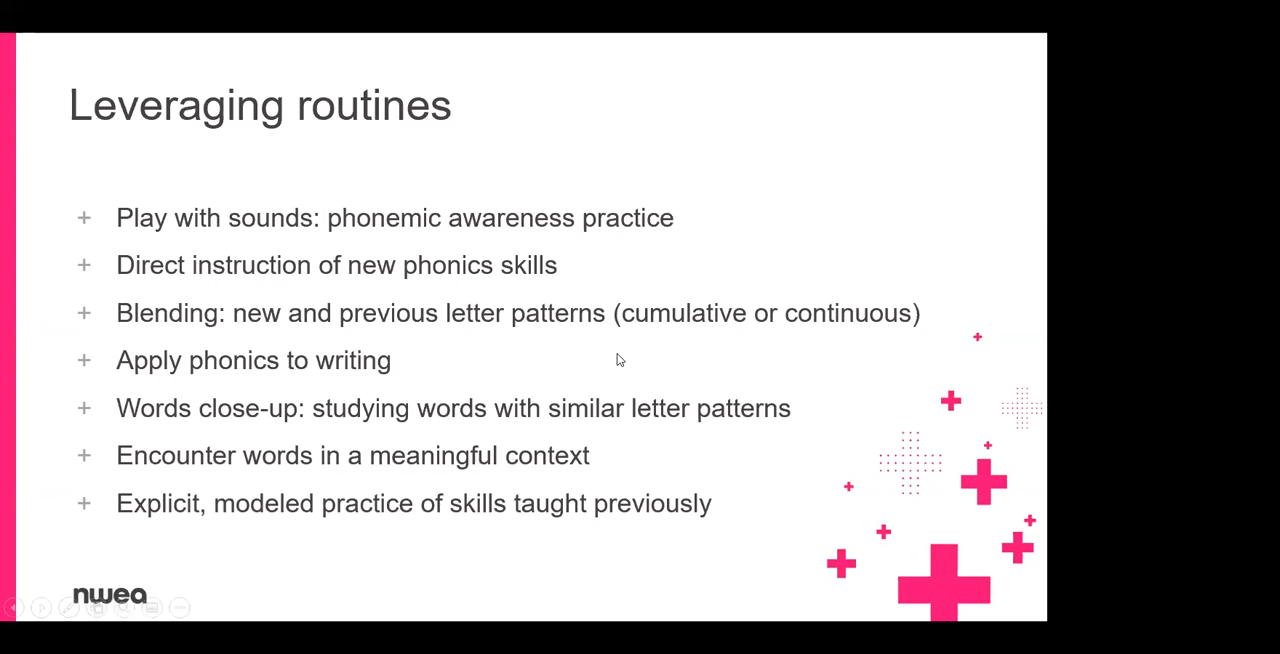 Leveraging routines
+ Play with sounds: phonemic awareness practice
+ Direct instruction of new phonics skills
+ Blending: new and previous letter patterns (cumulative or continuous)
+ Apply phonics to writing
+ Words close-up: studying words with similar letter patterns
+ Encounter words in a meaningful context
+ Explicit, modeled practice of skills taught previously
nwea